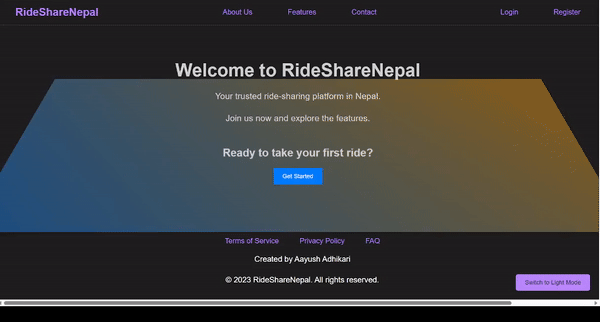 RideShareNepal About Us Features Contact Login Register
Welcome to RideShareNepal
Your trusted ride-sharing platform in Nepal.
Join us now and explore the features.
Ready to take your first ride?
Get Started
Terms of Service Privacy Policy FAQ
Created by Aayush Adhikari
© 2023 RideShareNepal. All rights reserved.
Switch to Light Mode